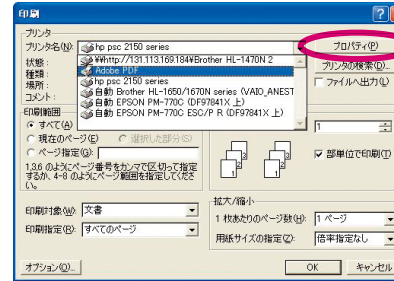 印刷
プリンタ
プリンタ名(N): hp psc 2150 series
プロパティ(P)
¥¥http://131.113.169.184¥Brother HL-1470N 2
状態:
Adobe PDF
プリンタの検索(D)...
種類:
hp psc 2150 series
場所:
自動 Brother HL-1650/1670N series (VAIO_ANEST
ファイルへ出力(L)
コメント:
自動 EPSON PM-770C (DF97841X 上)
自動 EPSON PM-770C ESC/P R (DF97841X 上)
印刷範囲
すべて(A)
1
現在のページ(E) 選択した部分(S)
ページ指定(G):
部単位で印刷(T)
1,3,6 のようにページ番号をカンマで区切って指定
するか、4-8 のようにページ範囲を指定してくださ
い。
1 1 2 2 3 3
拡大/縮小
印刷対象(W): 文書
1 枚あたりのページ数(H): 1 ページ
印刷指定(R): すべてのページ
用紙サイズの指定(Z): 倍率指定なし
オプション(O)...
OK
キャンセル